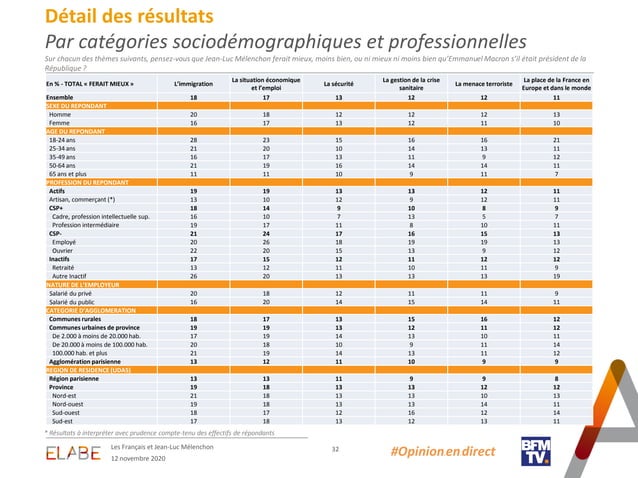 Détail des résultats
Par catégories sociodémographiques et professionnelles
Sur chacun des thèmes suivants, pensez-vous que Jean-Luc Mélenchon ferait mieux, moins bien, ou ni mieux ni moins bien qu'Emmanuel Macron s'il était président de la
République ?
En % - TOTAL « FERAIT MIEUX » L'immigration La situation économique et l'emploi La sécurité La gestion de la crise sanitaire La menace terroriste La place de la France en Europe et dans le monde
Ensemble 18 17 13 12 12 11
SEXE DU REPONDANT
Homme 20 18 12 12 12 13
Femme 16 17 13 12 11 10
AGE DU REPONDANT
18-24 ans 28 23 15 16 16 21
25-34 ans 21 20 10 14 13 11
35-49 ans 16 17 13 11 9 12
50-64 ans 21 19 16 14 14 11
65 ans et plus 11 11 10 9 11 7
PROFESSION DU REPONDANT
Actifs 19 19 13 13 12 11
Artisan, commerçant (*) 13 10 12 9 12 11
CSP+ 18 14 9 10 8 9
Cadre, profession intellectuelle sup. 16 10 7 13 5 7
Profession intermédiaire 19 17 11 8 10 11
CSP- 21 24 17 16 15 13
Employé 20 26 18 19 19 13
Ouvrier 22 20 15 13 9 12
Inactifs 17 15 12 11 12 12
Retraité 13 12 11 10 11 9
Autre Inactif 26 20 13 13 13 19
NATURE DE L'EMPLOYEUR
Salarié du privé 20 18 12 11 11 9
Salarié du public 16 20 14 15 14 11
CATEGORIE D'AGGLOMERATION
Communes rurales 18 17 13 15 16 12
Communes urbaines de province 19 19 13 12 11 12
De 2.000 à moins de 20.000 hab. 17 19 14 13 10 11
De 20.000 à moins de 100.000 hab. 20 18 10 9 11 14
100.000 hab. et plus 21 19 14 13 11 12
Agglomération parisienne 13 12 11 10 9 9
REGION DE RESIDENCE (UDA5)
Région parisienne 13 13 11 9 9 8
Province 19 18 13 13 12 12
Nord-est 21 18 13 13 10 13
Nord-ouest 19 18 13 13 14 11
Sud-ouest 18 17 12 16 12 14
Sud-est 17 18 13 12 13 11
* Résultats à interpréter avec prudence compte-tenu des effectifs de répondants
ELABE
Les Français et Jean-Luc Mélenchon
12 novembre 2020
32
#Opinion en direct
BFM
TV.